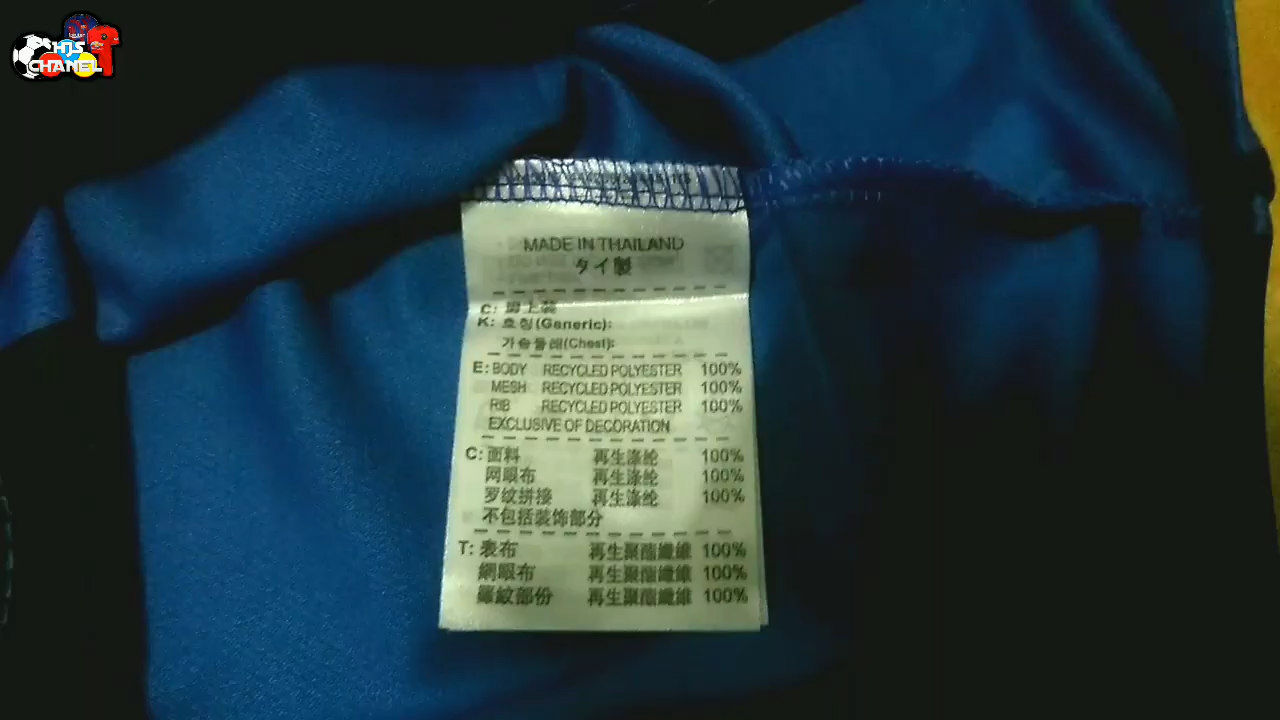 HJS
CHANEL
MADE IN THAILAND
タイ製
C: 男上装
K: 호칭(Generic):
가슴둘레(Chest):
E: BODY RECYCLED POLYESTER 100%
MESH RECYCLED POLYESTER 100%
RIB RECYCLED POLYESTER 100%
EXCLUSIVE OF DECORATION
C: 面料 再生涤纶 100%
网眼布 再生涤纶 100%
罗纹拼接 再生涤纶 100%
不包括装饰部分
T: 表布 再生聚酯纖維 100%
網眼布 再生聚酯纖維 100%
羅紋部份 再生聚酯纖維 100%